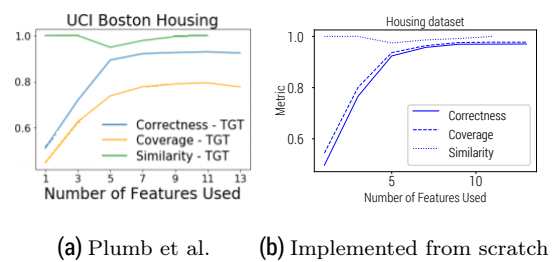 UCI Boston Housing
1.0
0.8
0.6
Correctness - TGT
Coverage - TGT
Similarity - TGT
1 3 5 7 9 11 13
Number of Features Used
(a) Plumb et al.
Housing dataset
1.0
0.8
0.6
Metric
Correctness
Coverage
Similarity
5 10
Number of Features Used
(b) Implemented from scratch